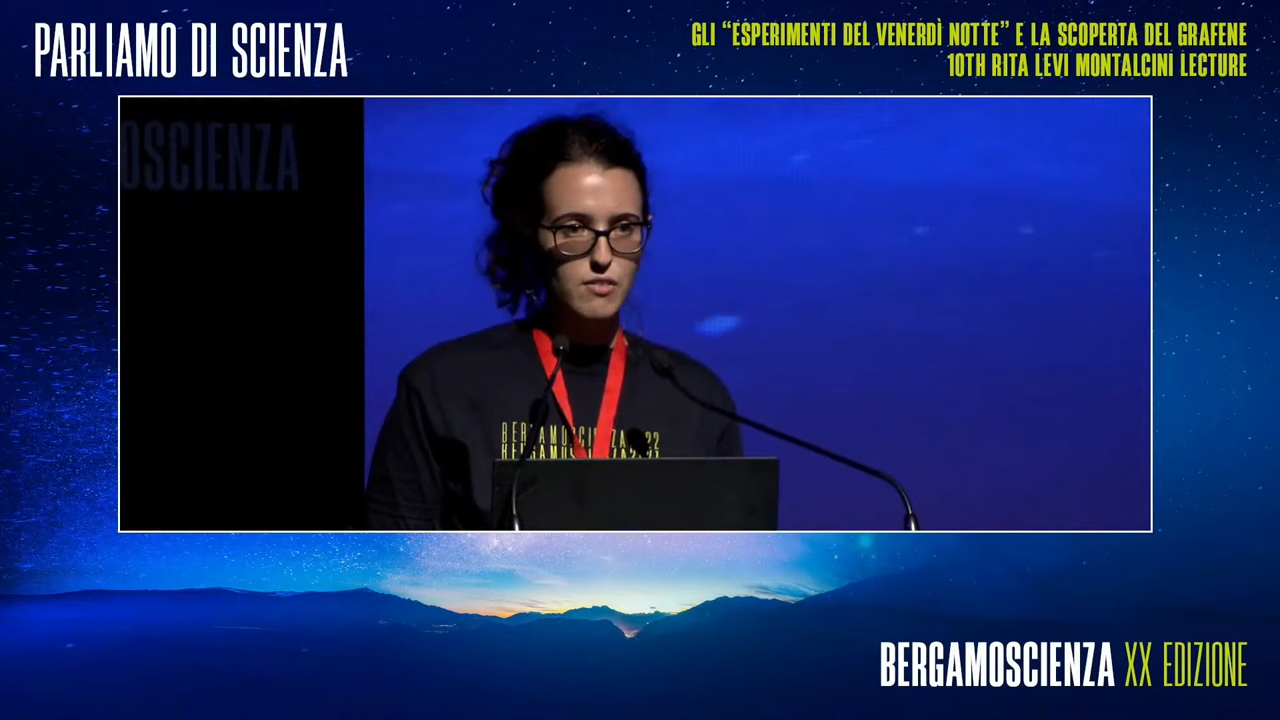 PARLIAMO DI SCIENZA
GLI “ESPERIMENTI DEL VENERDÌ NOTTE” E LA SCOPERTA DEL GRAFENE
10TH RITA LEVI MONTALCINI LECTURE
OSCIENZA
BERGAMOSCIENZA XX EDIZIONE